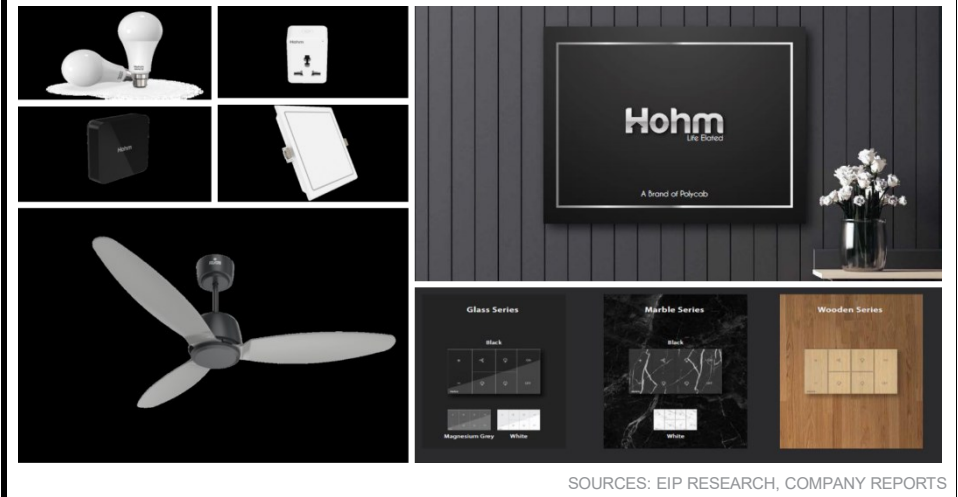 Hohm
Hohm
Hohm
Life Elated
A Brand of Polycab
Glass Series
Black
Magnesium Grey
White
Marble Series
Black
White
Wooden Series
SOURCES: EIP RESEARCH, COMPANY REPORTS